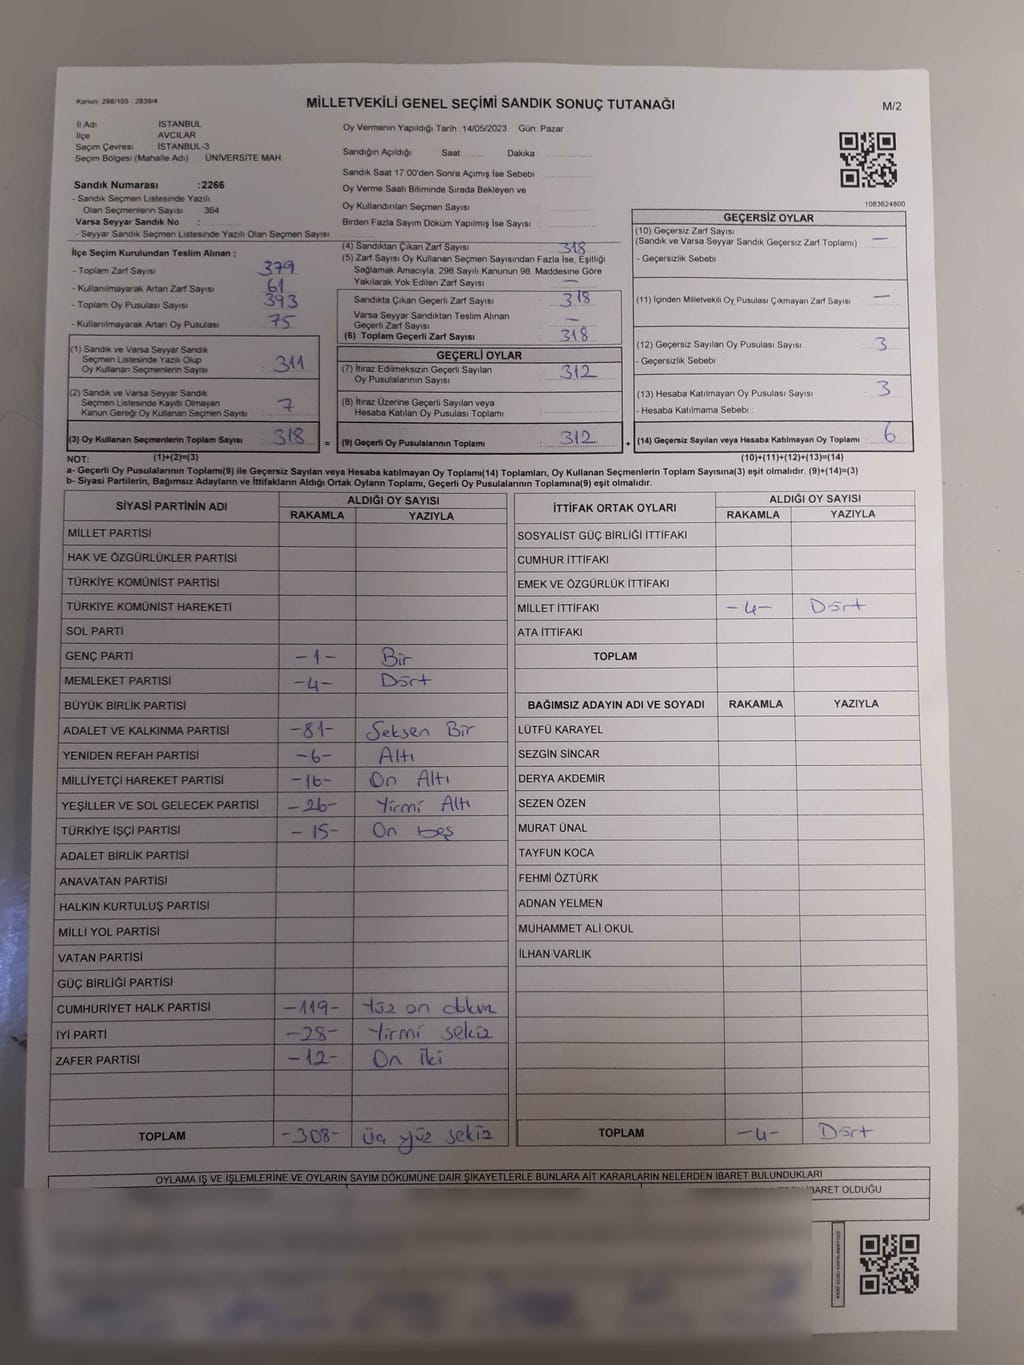 Kanun: 298/105 2839/4
MİLLETVEKİLİ GENEL SEÇİMİ SANDIK SONUÇ TUTANAĞI
M/2
İl Adı İSTANBUL
İlçe AVCILAR
Seçim Çevresi İSTANBUL-3
Seçim Bölgesi (Mahalle Adı) ÜNİVERSİTE MAH
Oy Vermenin Yapıldığı Tarih :14/05/2023 Gün: Pazar
Sandığın Açıldığı Saat: Dakika:
Sandık Saat 17:00'den Sonra Açımış İse Sebebi
Oy Verme Saati Bitiminde Sırada Bekleyen ve
Oy Kullandırılan Seçmen Sayısı
Birden Fazla Sayım Döküm Yapılmış İse Sayısı :
1083624800
Sandık Numarası :2266
- Sandık Seçmen Listesinde Yazılı
Olan Seçmenlerin Sayısı 364
Varsa Seyyar Sandık No :
- Seyyar Sandık Seçmen Listesinde Yazılı Olan Seçmen Sayısı
İlçe Seçim Kurulundan Teslim Alınan ;
- Toplam Zarf Sayısı 379
- Kullanılmayarak Artan Zarf Sayısı 61
- Toplam Oy Pusulası Sayısı 393
- Kullanılmayarak Artan Oy Pusulası 75
(4) Sandıktan Çıkan Zarf Sayısı 318
(5) Zarf Sayısı Oy Kullanan Seçmen Sayısından Fazla İse, Eşitliği
Sağlamak Amacıyla, 298 Sayılı Kanunun 98. Maddesine Göre
Yakılarak Yok Edilen Zarf Sayısı : —
Sandıkta Çıkan Geçerli Zarf Sayısı : 318
Varsa Seyyar Sandıktan Teslim Alınan
Geçerli Zarf Sayısı : —
(6) Toplam Geçerli Zarf Sayısı : 318
GEÇERSİZ OYLAR
(10) Geçersiz Zarf Sayısı
(Sandık ve Varsa Seyyar Sandık Geçersiz Zarf Toplamı) : —
- Geçersizlik Sebebi :
(11) İçinden Milletvekili Oy Pusulası Çıkmayan Zarf Sayısı : —
(12) Geçersiz Sayılan Oy Pusulası Sayısı : 3
- Geçersizlik Sebebi :
(13) Hesaba Katılmayan Oy Pusulası Sayısı : 3
- Hesaba Katılmama Sebebi :
(14) Geçersiz Sayılan veya Hesaba Katılmayan Oy Toplamı : 6
(10)+(11)+(12)+(13)=(14)
(1) Sandık ve Varsa Seyyar Sandık
Seçmen Listesinde Yazılı Olup
Oy Kullanan Seçmenlerin Sayısı : 311
(2) Sandık ve Varsa Seyyar Sandık
Seçmen Listesinde Kayıtlı Olmayan
Kanun Gereği Oy Kullanan Seçmen Sayısı : 7
(3) Oy Kullanan Seçmenlerin Toplam Sayısı : 318 =
GEÇERLİ OYLAR
(7) İtiraz Edilmeksizin Geçerli Sayılan
Oy Pusulalarının Sayısı : 312
(8) İtiraz Üzerine Geçerli Sayılan veya
Hesaba Katılan Oy Pusulası Toplamı :
(9) Geçerli Oy Pusulalarının Toplamı : 312 +
NOT: (1)+(2)=(3)
a- Geçerli Oy Pusulalarının Toplamı(9) ile Geçersiz Sayılan veya Hesaba katılmayan Oy Toplamı(14) Toplamları, Oy Kullanan Seçmenlerin Toplam Sayısına(3) eşit olmalıdır. (9)+(14)=(3)
b- Siyasi Partilerin, Bağımsız Adayların ve İttifakların Aldığı Ortak Oyların Toplamı, Geçerli Oy Pusulalarının Toplamına(9) eşit olmalıdır.
SİYASİ PARTİNİN ADI ALDIĞI OY SAYISI
RAKAMLA YAZIYLA
MİLLET PARTİSİ
HAK VE ÖZGÜRLÜKLER PARTİSİ
TÜRKİYE KOMÜNİST PARTİSİ
TÜRKİYE KOMÜNİST HAREKETİ
SOL PARTİ
GENÇ PARTİ -1- Bir
MEMLEKET PARTİSİ -4- Dört
BÜYÜK BİRLİK PARTİSİ
ADALET VE KALKINMA PARTİSİ -81- Seksen Bir
YENİDEN REFAH PARTİSİ -6- Altı
MİLLİYETÇİ HAREKET PARTİSİ -16- On Altı
YEŞİLLER VE SOL GELECEK PARTİSİ -26- Yirmi Altı
TÜRKİYE İŞÇİ PARTİSİ -15- On beş
ADALET BİRLİK PARTİSİ
ANAVATAN PARTİSİ
HALKIN KURTULUŞ PARTİSİ
MİLLİ YOL PARTİSİ
VATAN PARTİSİ
GÜÇ BİRLİĞİ PARTİSİ
CUMHURİYET HALK PARTİSİ -119- Yüz on
İYİ PARTİ -28- Yirmi sekiz
ZAFER PARTİSİ -12- On İki
TOPLAM -308- üç yüz sekiz
İTTİFAK ORTAK OYLARI ALDIĞI OY SAYISI
RAKAMLA YAZIYLA
SOSYALİST GÜÇ BİRLİĞİ İTTİFAKI
CUMHUR İTTİFAKI
EMEK VE ÖZGÜRLÜK İTTİFAKI
MİLLET İTTİFAKI -4- Dört
ATA İTTİFAKI
TOPLAM
BAĞIMSIZ ADAYIN ADI VE SOYADI RAKAMLA YAZIYLA
LÜTFÜ KARAYEL
SEZGİN SİNCAR
DERYA AKDEMİR
SEZEN ÖZEN
MURAT ÜNAL
TAYFUN KOCA
FEHMİ ÖZTÜRK
ADNAN YELMEN
MUHAMMET ALİ OKUL
İLHAN VARLIK
TOPLAM -4- Dört
OYLAMA İŞ VE İŞLEMLERİNE VE OYLARIN SAYIM DÖKÜMÜNE DAİR ŞİKAYETLERLE BUNLARA AİT KARARLARIN NELERDEN İBARET BULUNDUKLARI
OLDUĞU